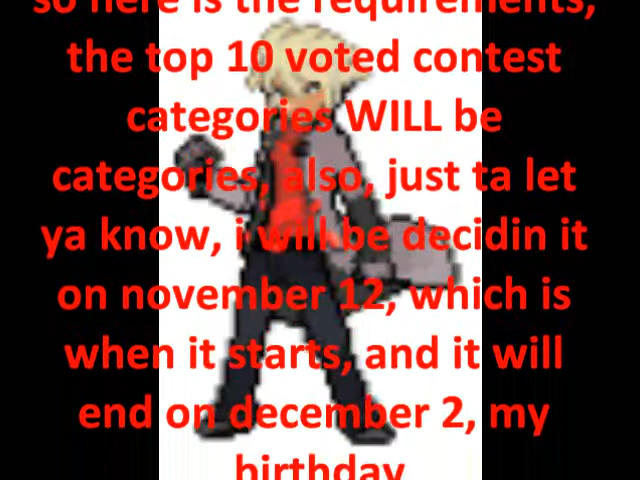 so here is the requirements,
the top 10 voted contest
categories WILL be
categories, also, just ta let
ya know, i will be decidin it
on november 12, which is
when it starts, and it will
end on december 2, my
birthday